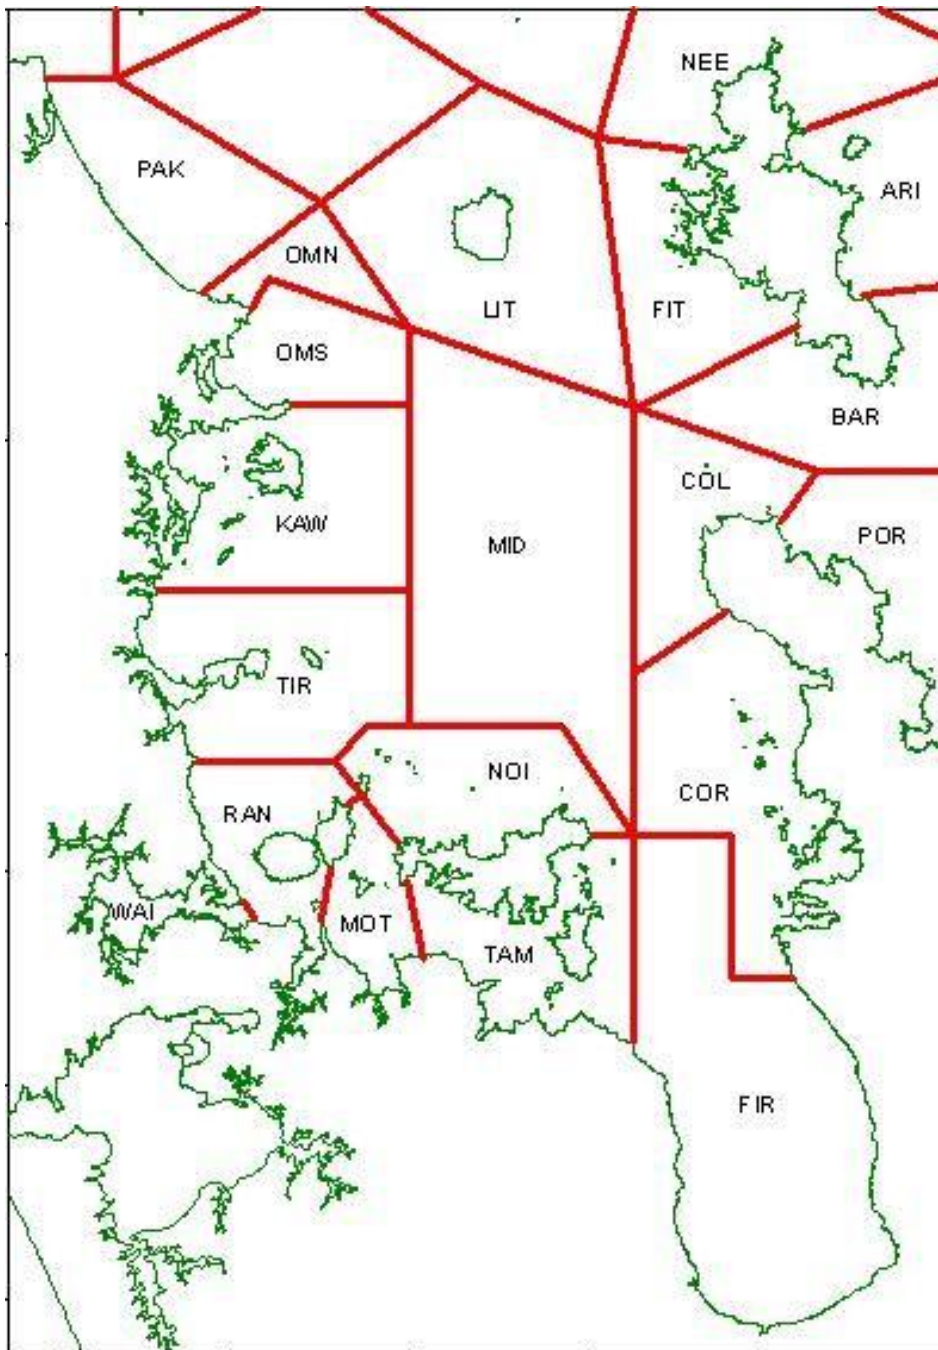 NEE
PAK
ARI
OMN
LIT
FIT
OMS
BAR
COL
KAW
POR
MID
TIR
NOI
COR
RAN
WAI
MOT
TAM
FIR